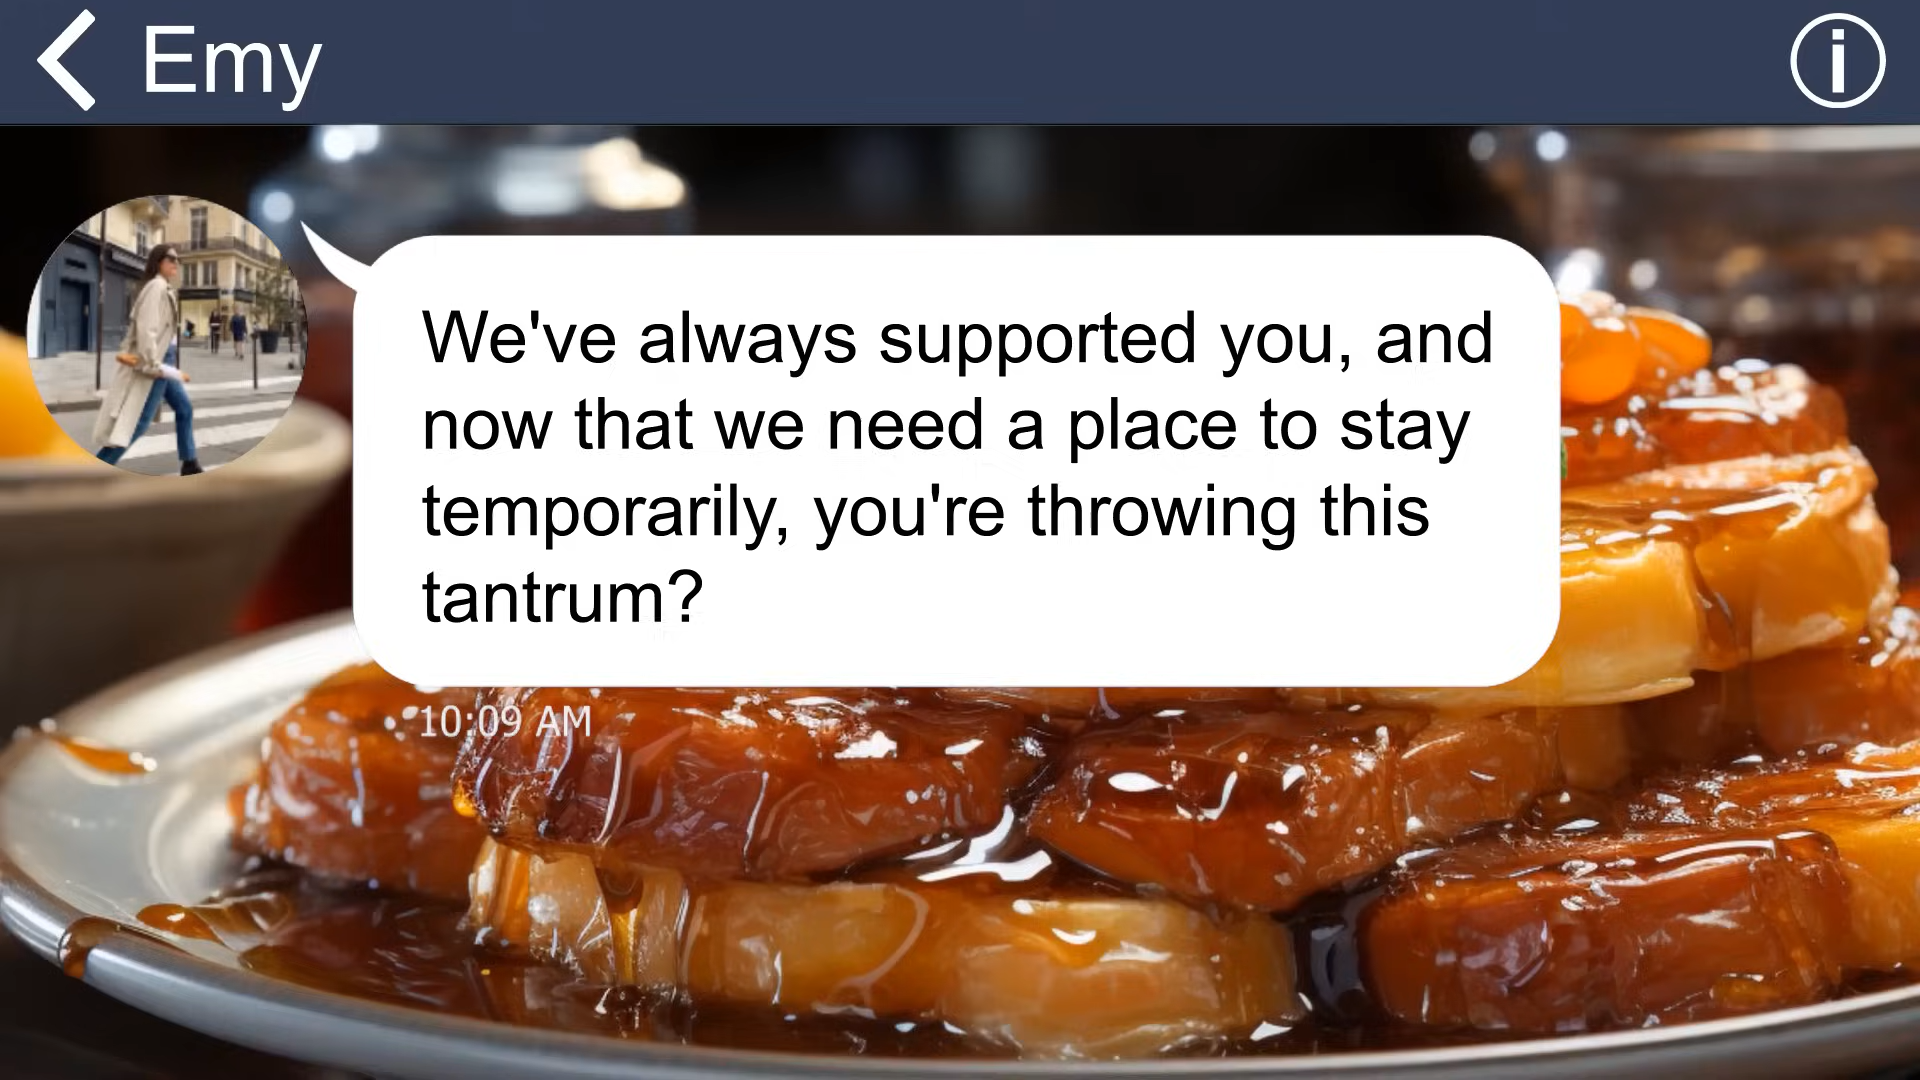 Emy
We've always supported you, and
now that we need a place to stay
temporarily, you're throwing this
tantrum?
10:09 AM